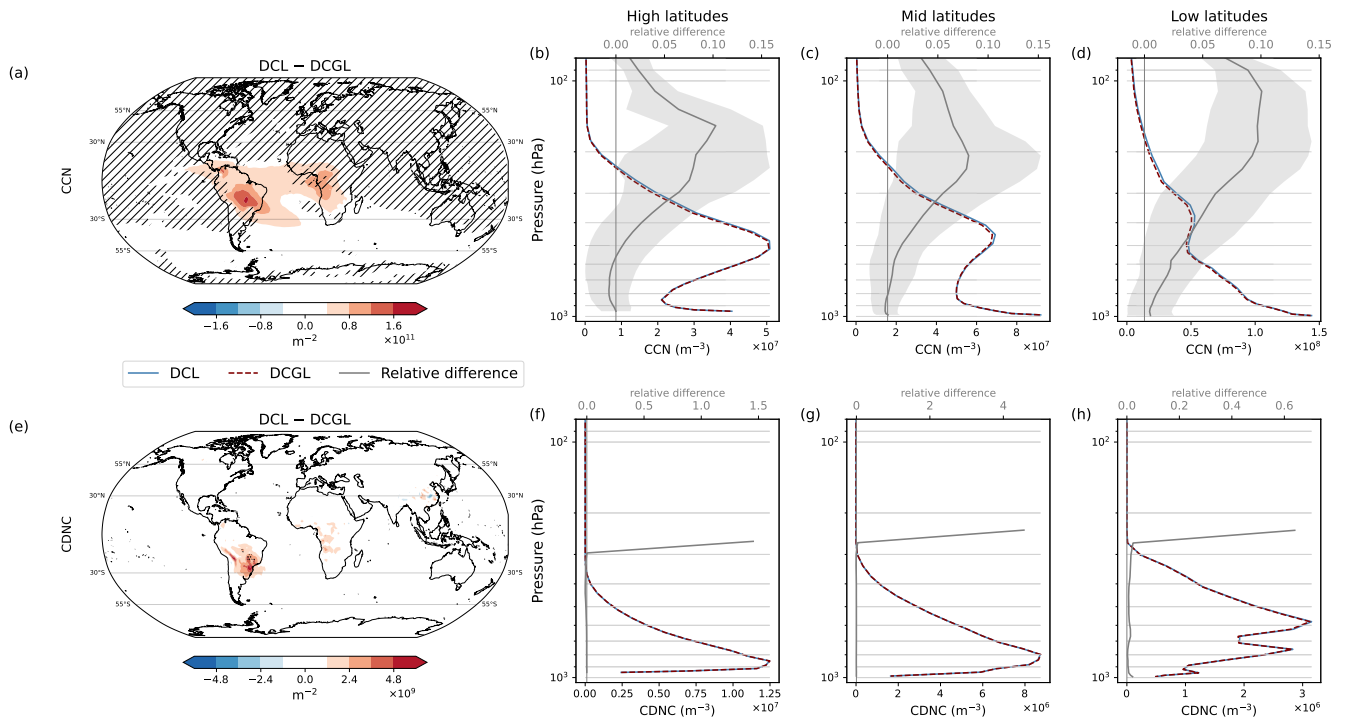 High latitudes
Mid latitudes
Low latitudes
relative difference
relative difference
relative difference
(a)
DCL − DCGL
(b)
0.00 0.05 0.10 0.15
(c)
0.00 0.05 0.10 0.15
(d)
0.00 0.05 0.10 0.15
55°N
55°N
30°N
30°N
30°S
30°S
55°S
55°S
CCN
−1.6 −0.8 0.0 0.8 1.6
m⁻²
×10¹¹
Pressure (hPa)
10²
10³
0 1 2 3 4 5
×10⁷
CCN (m⁻³)
10²
10³
0 2 4 6 8
×10⁷
CCN (m⁻³)
10²
10³
0.0 0.5 1.0 1.5
×10⁸
CCN (m⁻³)
DCL
DCGL
Relative difference
relative difference
relative difference
relative difference
(e)
DCL − DCGL
(f)
0.0 0.5 1.0 1.5
(g)
0 2 4
(h)
0.0 0.2 0.4 0.6
55°N
55°N
30°N
30°N
30°S
30°S
55°S
55°S
CDNC
−4.8 −2.4 0.0 2.4 4.8
m⁻²
×10⁹
Pressure (hPa)
10²
10³
0.00 0.25 0.50 0.75 1.00 1.25
×10⁷
CDNC (m⁻³)
10²
10³
0 2 4 6 8
×10⁶
CDNC (m⁻³)
10²
10³
0 1 2 3
×10⁶
CDNC (m⁻³)